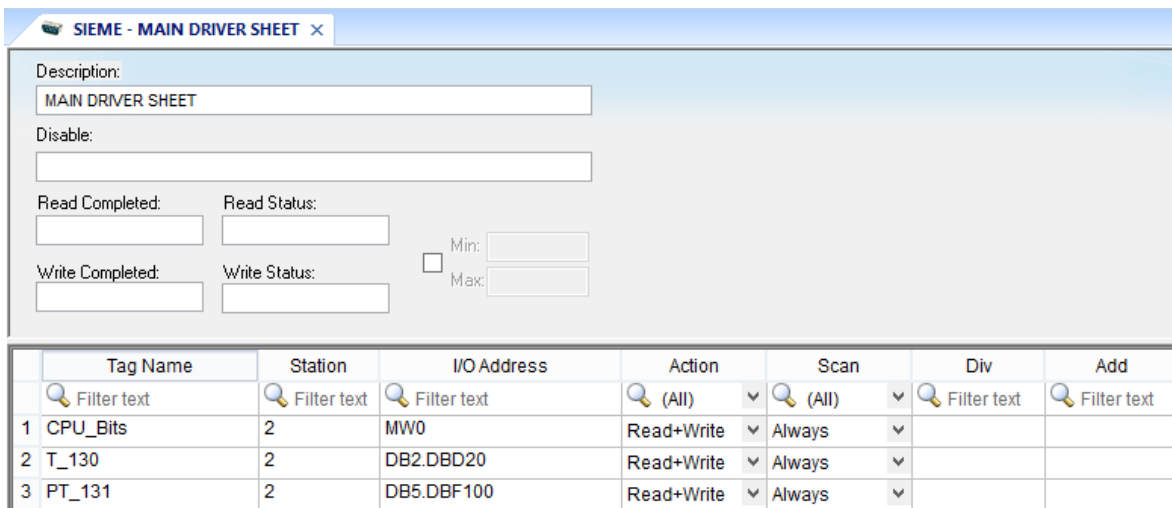 SIEME - MAIN DRIVER SHEET
Description:
MAIN DRIVER SHEET
Disable:
Read Completed: Read Status:
Min:
Write Completed: Write Status:
Max:
Tag Name Station I/O Address Action Scan Div Add
Filter text Filter text Filter text (All) (All) Filter text Filter text
1 CPU_Bits 2 MW0 Read+Write Always
2 T_130 2 DB2.DBD20 Read+Write Always
3 PT_131 2 DB5.DBF100 Read+Write Always